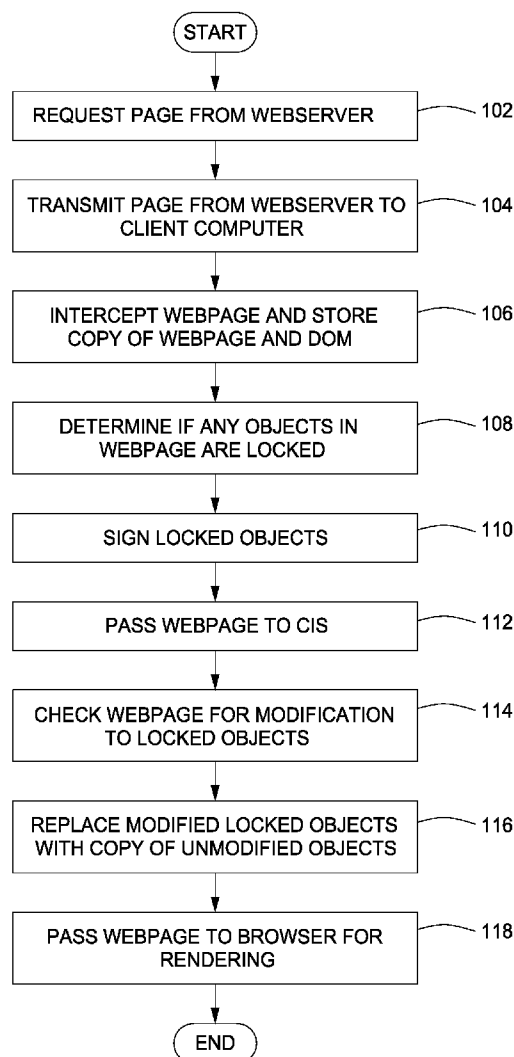 START
REQUEST PAGE FROM WEBSERVER
102
TRANSMIT PAGE FROM WEBSERVER TO
CLIENT COMPUTER
104
INTERCEPT WEBPAGE AND STORE
COPY OF WEBPAGE AND DOM
106
DETERMINE IF ANY OBJECTS IN
WEBPAGE ARE LOCKED
108
SIGN LOCKED OBJECTS
110
PASS WEBPAGE TO CIS
112
CHECK WEBPAGE FOR MODIFICATION
TO LOCKED OBJECTS
114
REPLACE MODIFIED LOCKED OBJECTS
WITH COPY OF UNMODIFIED OBJECTS
116
PASS WEBPAGE TO BROWSER FOR
RENDERING
118
END